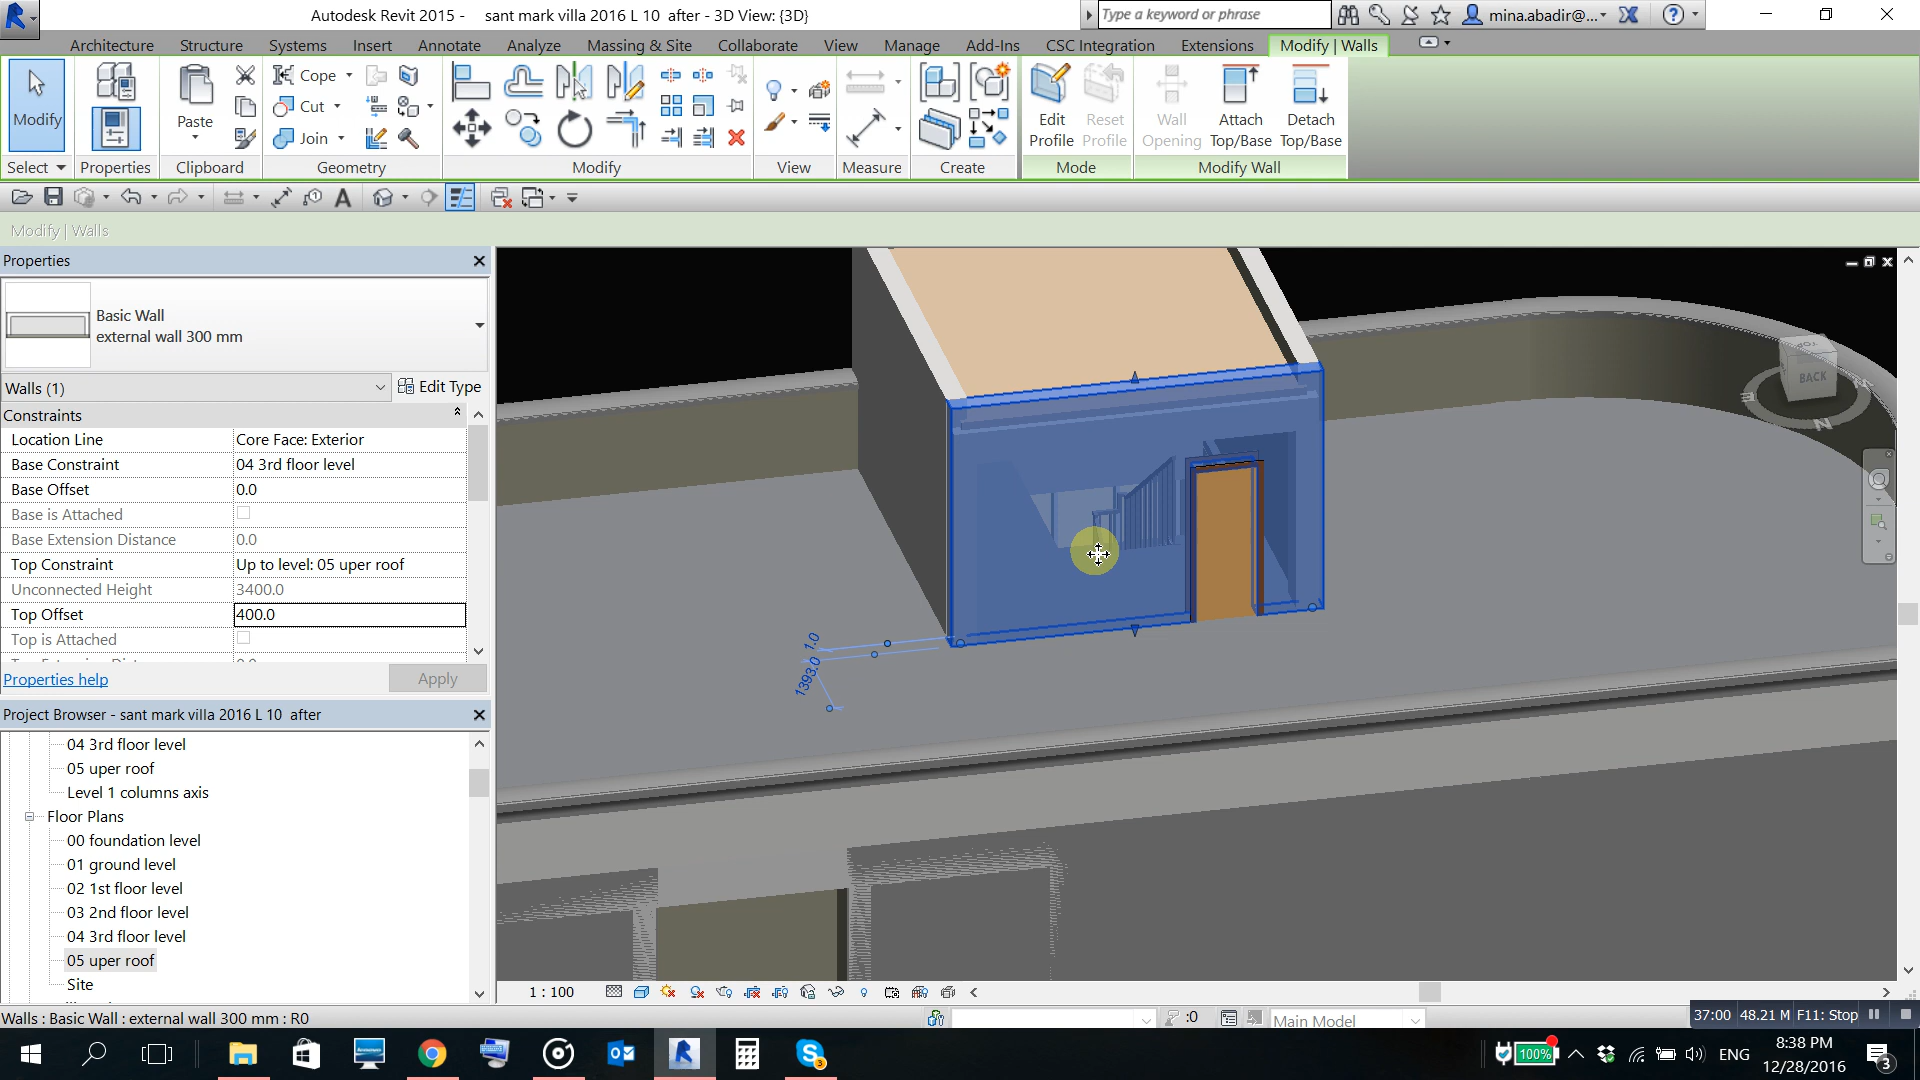 Autodesk Revit 2015 - sant mark villa 2016 L 10 after - 3D View: {3D}
Type a keyword or phrase
mina.abadir@...
Architecture Structure Systems Insert Annotate Analyze Massing & Site Collaborate View Manage Add-Ins CSC Integration Extensions Modify | Walls
Modify
Paste
Cope
Cut
Join
Edit Profile
Reset Profile
Wall Opening
Attach Top/Base
Detach Top/Base
Select Properties Clipboard Geometry Modify View Measure Create Mode Modify Wall
Modify | Walls
Properties
Basic Wall
external wall 300 mm
Walls (1)
Edit Type
Constraints
Location Line Core Face: Exterior
Base Constraint 04 3rd floor level
Base Offset 0.0
Base is Attached
Base Extension Distance 0.0
Top Constraint Up to level: 05 uper roof
Unconnected Height 3400.0
Top Offset 400.0
Top is Attached
Properties help
Apply
Project Browser - sant mark villa 2016 L 10 after
04 3rd floor level
05 uper roof
Level 1 columns axis
Floor Plans
00 foundation level
01 ground level
02 1st floor level
03 2nd floor level
04 3rd floor level
05 uper roof
Site
1.0
1393.0
TOP
BACK
N
1 : 100
Walls : Basic Wall : external wall 300 mm : R0
:0
Main Model
37:00 48.21 M F11: Stop
100%
ENG
8:38 PM
12/28/2016
3
3